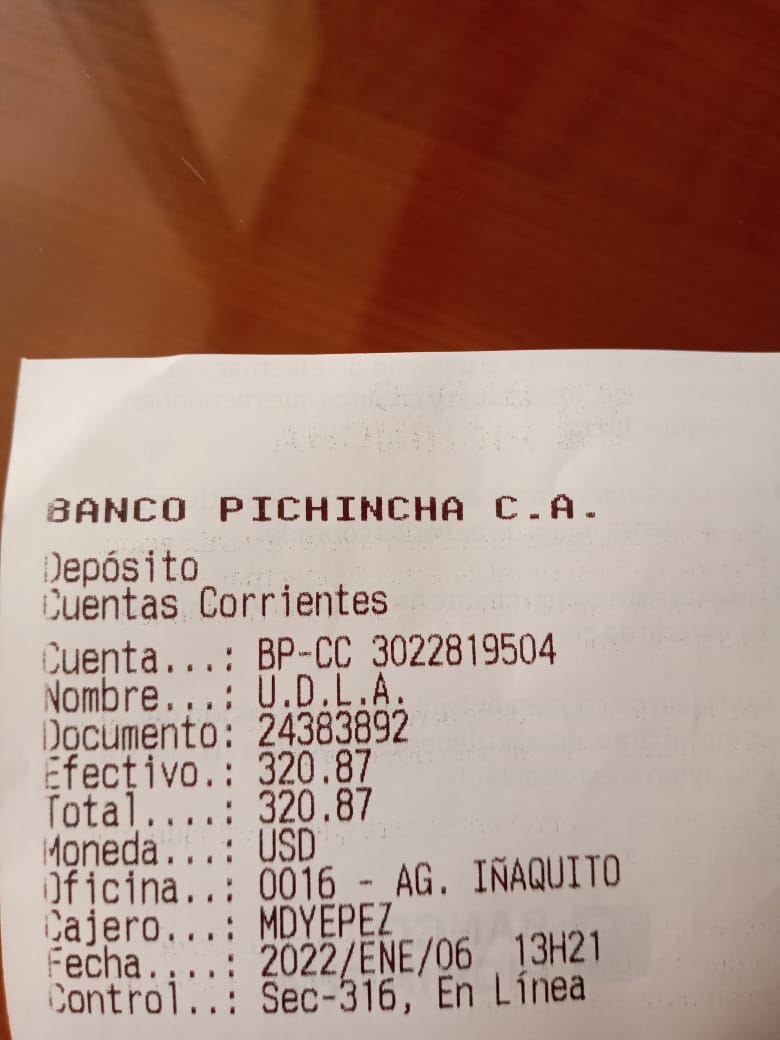 BANCO PICHINCHA C.A.
Depósito
Cuentas Corrientes
Cuenta...: BP-CC 3022819504
Nombre...: U.D.L.A.
Documento: 24383892
Efectivo.: 320.87
Total....: 320.87
Moneda...: USD
Oficina..: 0016 - AG. IÑAQUITO
Cajero...: MDYEPEZ
Fecha....: 2022/ENE/06 13H21
Control..: Sec-316, En Línea